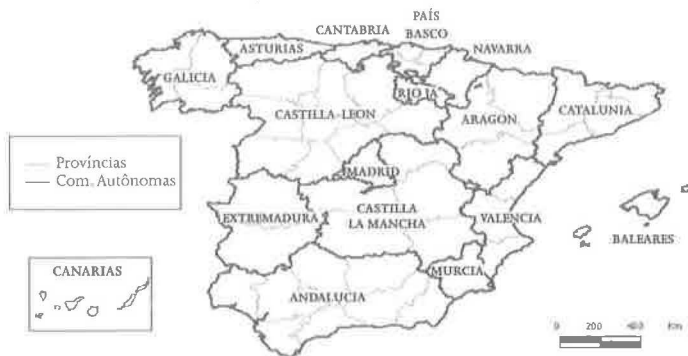 PAÍS
BASCO
CANTABRIA
ASTURIAS
NAVARRA
GALICIA
RIOJA
CASTILLA-LEON
ARAGON
CATALUNIA
Províncias
Com. Autônomas
MADRID
EXTREMADURA
CASTILLA
LA MANCHA
VALENCIA
BALEARES
CANARIAS
MURCIA
ANDALUCIA
0 200 400 Km